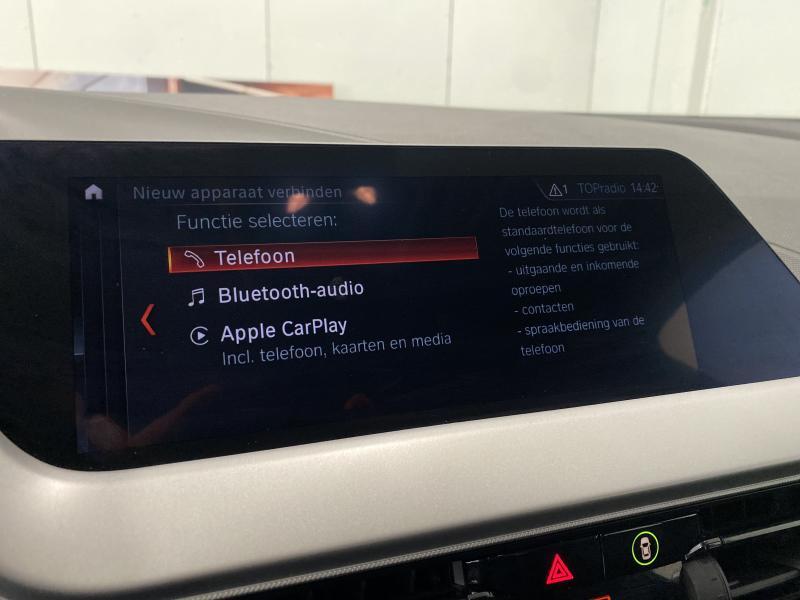 Nieuw apparaat verbinden
1 TOPradio 14:42
Functie selecteren:
Telefoon
Bluetooth-audio
Apple CarPlay
Incl. telefoon, kaarten en media
De telefoon wordt als
standaardtelefoon voor de
volgende functies gebruikt:
- uitgaande en inkomende
oproepen
- contacten
- spraakbediening van de
telefoon